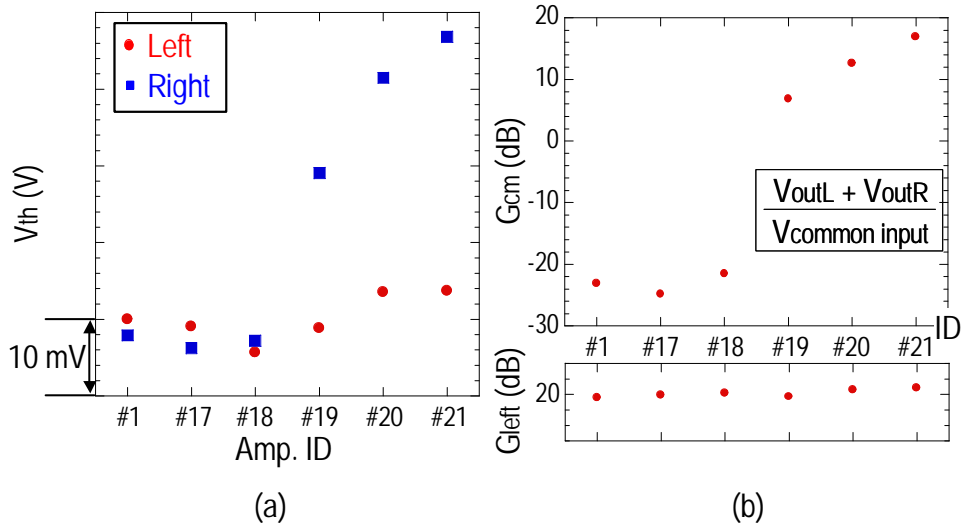 Left
Right
Vth (V)
10 mV
#1 #17 #18 #19 #20 #21
Amp. ID
(a)
20
10
0
-10
-20
-30
Gcm (dB)
VoutL + VoutR
Vcommon input
ID
#1 #17 #18 #19 #20 #21
20
Gleft (dB)
(b)